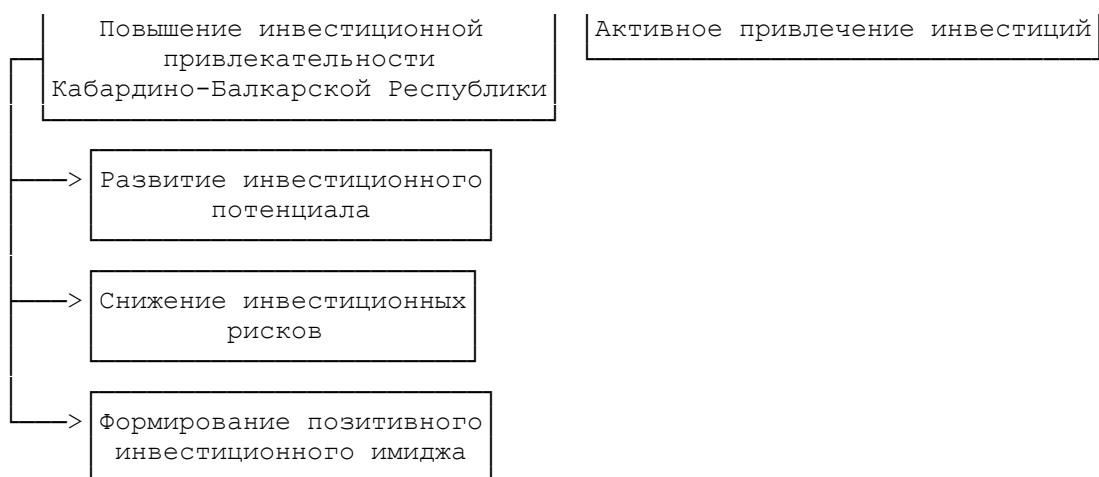 Повышение инвестиционной
привлекательности
Кабардино-Балкарской Республики
Активное привлечение инвестиций
> Развитие инвестиционного
потенциала
> Снижение инвестиционных
рисков
> Формирование позитивного
инвестиционного имиджа